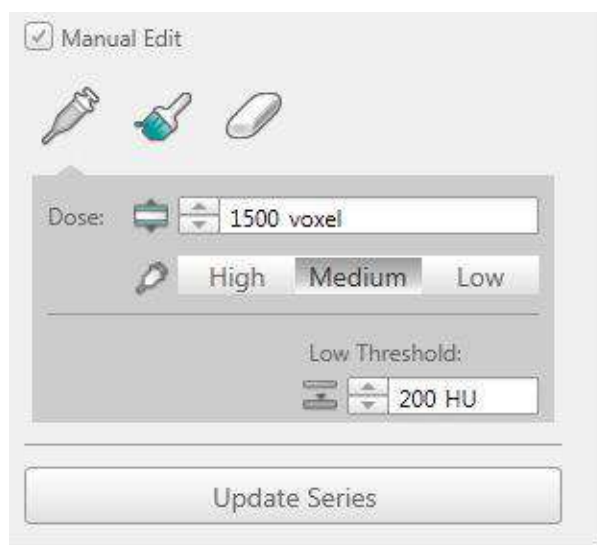 Manual Edit
Dose: 1500 voxel
High Medium Low
Low Threshold:
200 HU
Update Series